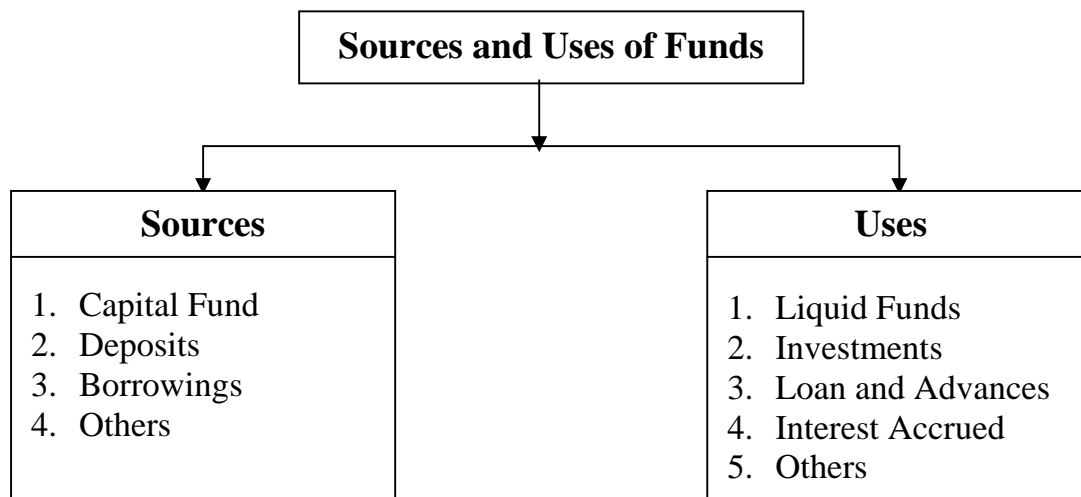 Sources and Uses of Funds
Sources
1. Capital Fund
2. Deposits
3. Borrowings
4. Others
Uses
1. Liquid Funds
2. Investments
3. Loan and Advances
4. Interest Accrued
5. Others